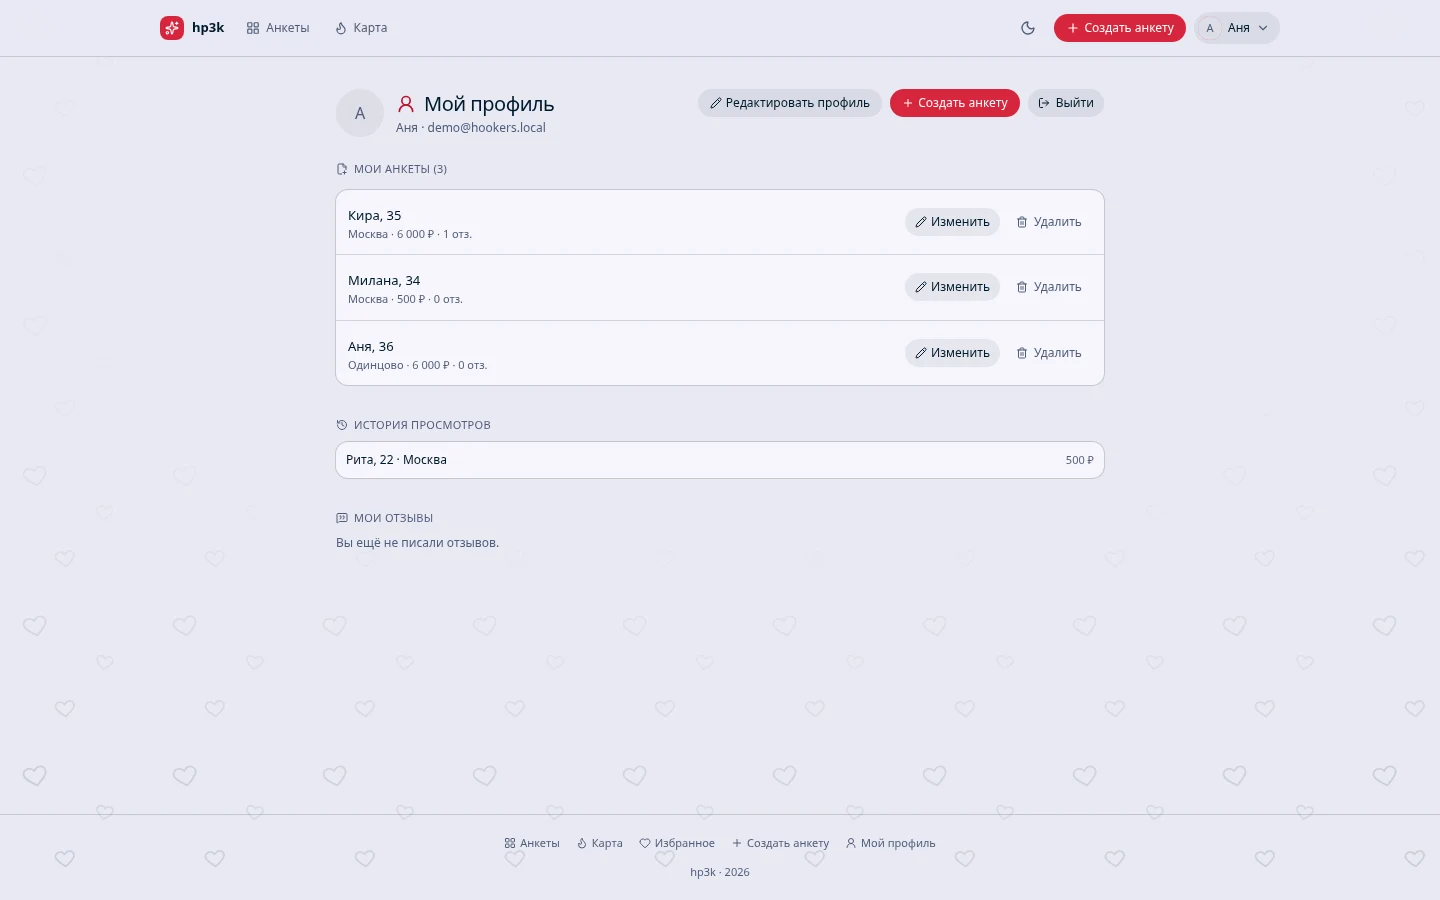 hp3k
Анкеты
Карта
Создать анкету
А
Аня
А
Мой профиль
Аня · demo@hookers.local
Редактировать профиль
Создать анкету
Выйти
МОИ АНКЕТЫ (3)
Кира, 35
Москва · 6 000 ₽ · 1 отз.
Изменить
Удалить
Милана, 34
Москва · 500 ₽ · 0 отз.
Изменить
Удалить
Аня, 36
Одинцово · 6 000 ₽ · 0 отз.
Изменить
Удалить
ИСТОРИЯ ПРОСМОТРОВ
Рита, 22 · Москва
500 ₽
МОИ ОТЗЫВЫ
Вы ещё не писали отзывов.
Анкеты
Карта
Избранное
Создать анкету
Мой профиль
hp3k · 2026